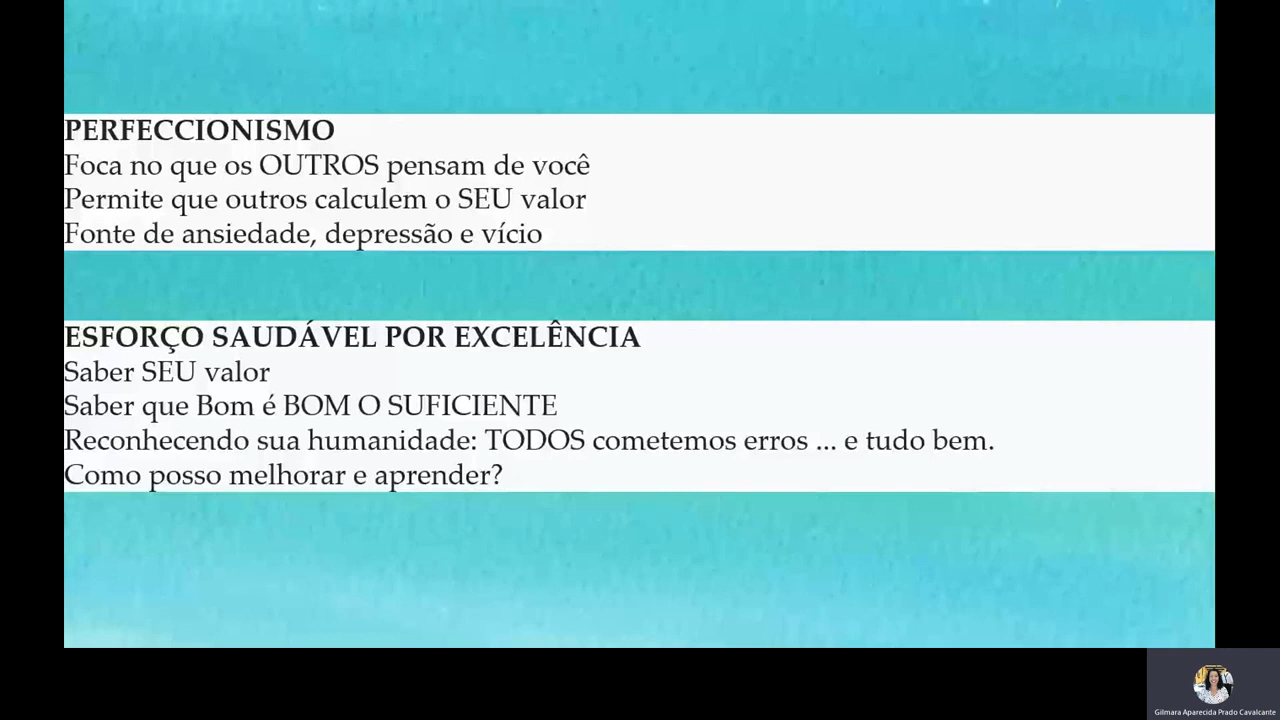 PERFECCIONISMO
Foca no que os OUTROS pensam de você
Permite que outros calculem o SEU valor
Fonte de ansiedade, depressão e vício
ESFORÇO SAUDÁVEL POR EXCELÊNCIA
Saber SEU valor
Saber que Bom é BOM O SUFICIENTE
Reconhecendo sua humanidade: TODOS cometemos erros ... e tudo bem.
Como posso melhorar e aprender?
Gilmara Aparecida Prado Cavalcante